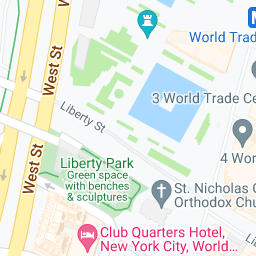 World Trad
West St
3 World Trade Ce
Liberty St
4 Wor
West St
Liberty Park
Green space
with benches
& sculptures
St. Nicholas G
Orthodox Chu
Club Quarters Hotel,
New York City, World...